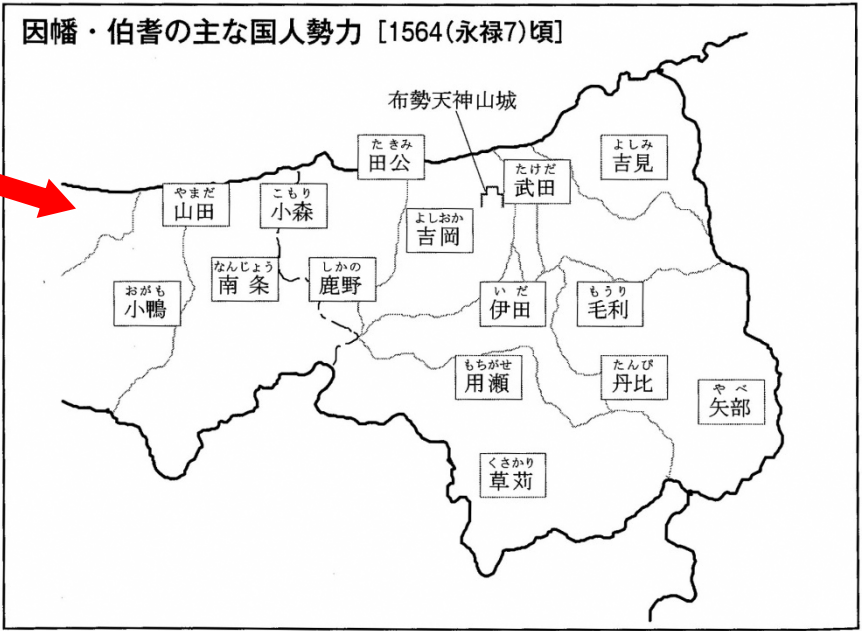 因幡・伯耆の主な国人勢力 [1564(永禄7)頃]
布勢天神山城
たきみ
田公
よしみ
吉見
たけだ
武田
やまだ
山田
こもり
小森
よしおか
吉岡
なんじょう
南条
しかの
鹿野
おがも
小鴨
いだ
伊田
もうり
毛利
もちがせ
用瀬
たんぴ
丹比
やべ
矢部
くさかり
草苅